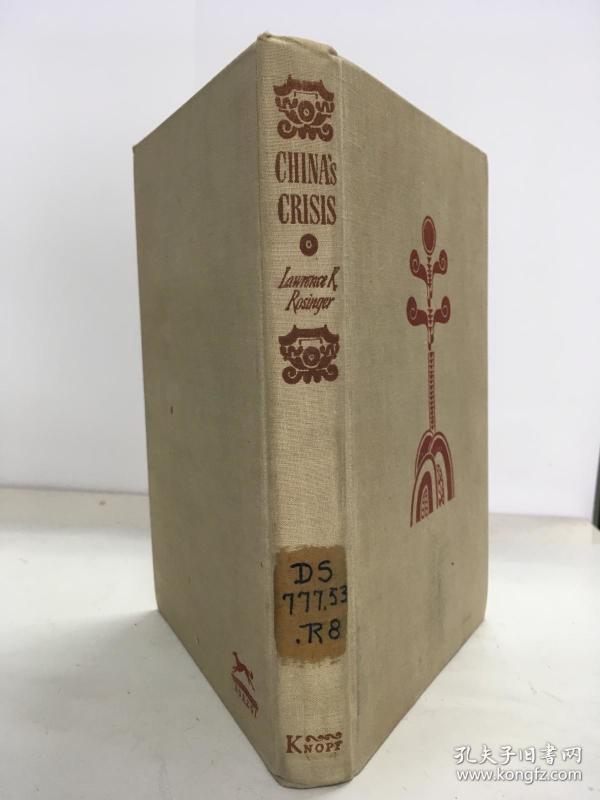 CHINA's
CRISIS
Lawrence K.
Rosinger
DS
777.53
.R8
KNOPF
孔夫子旧书网
www.kongfz.com